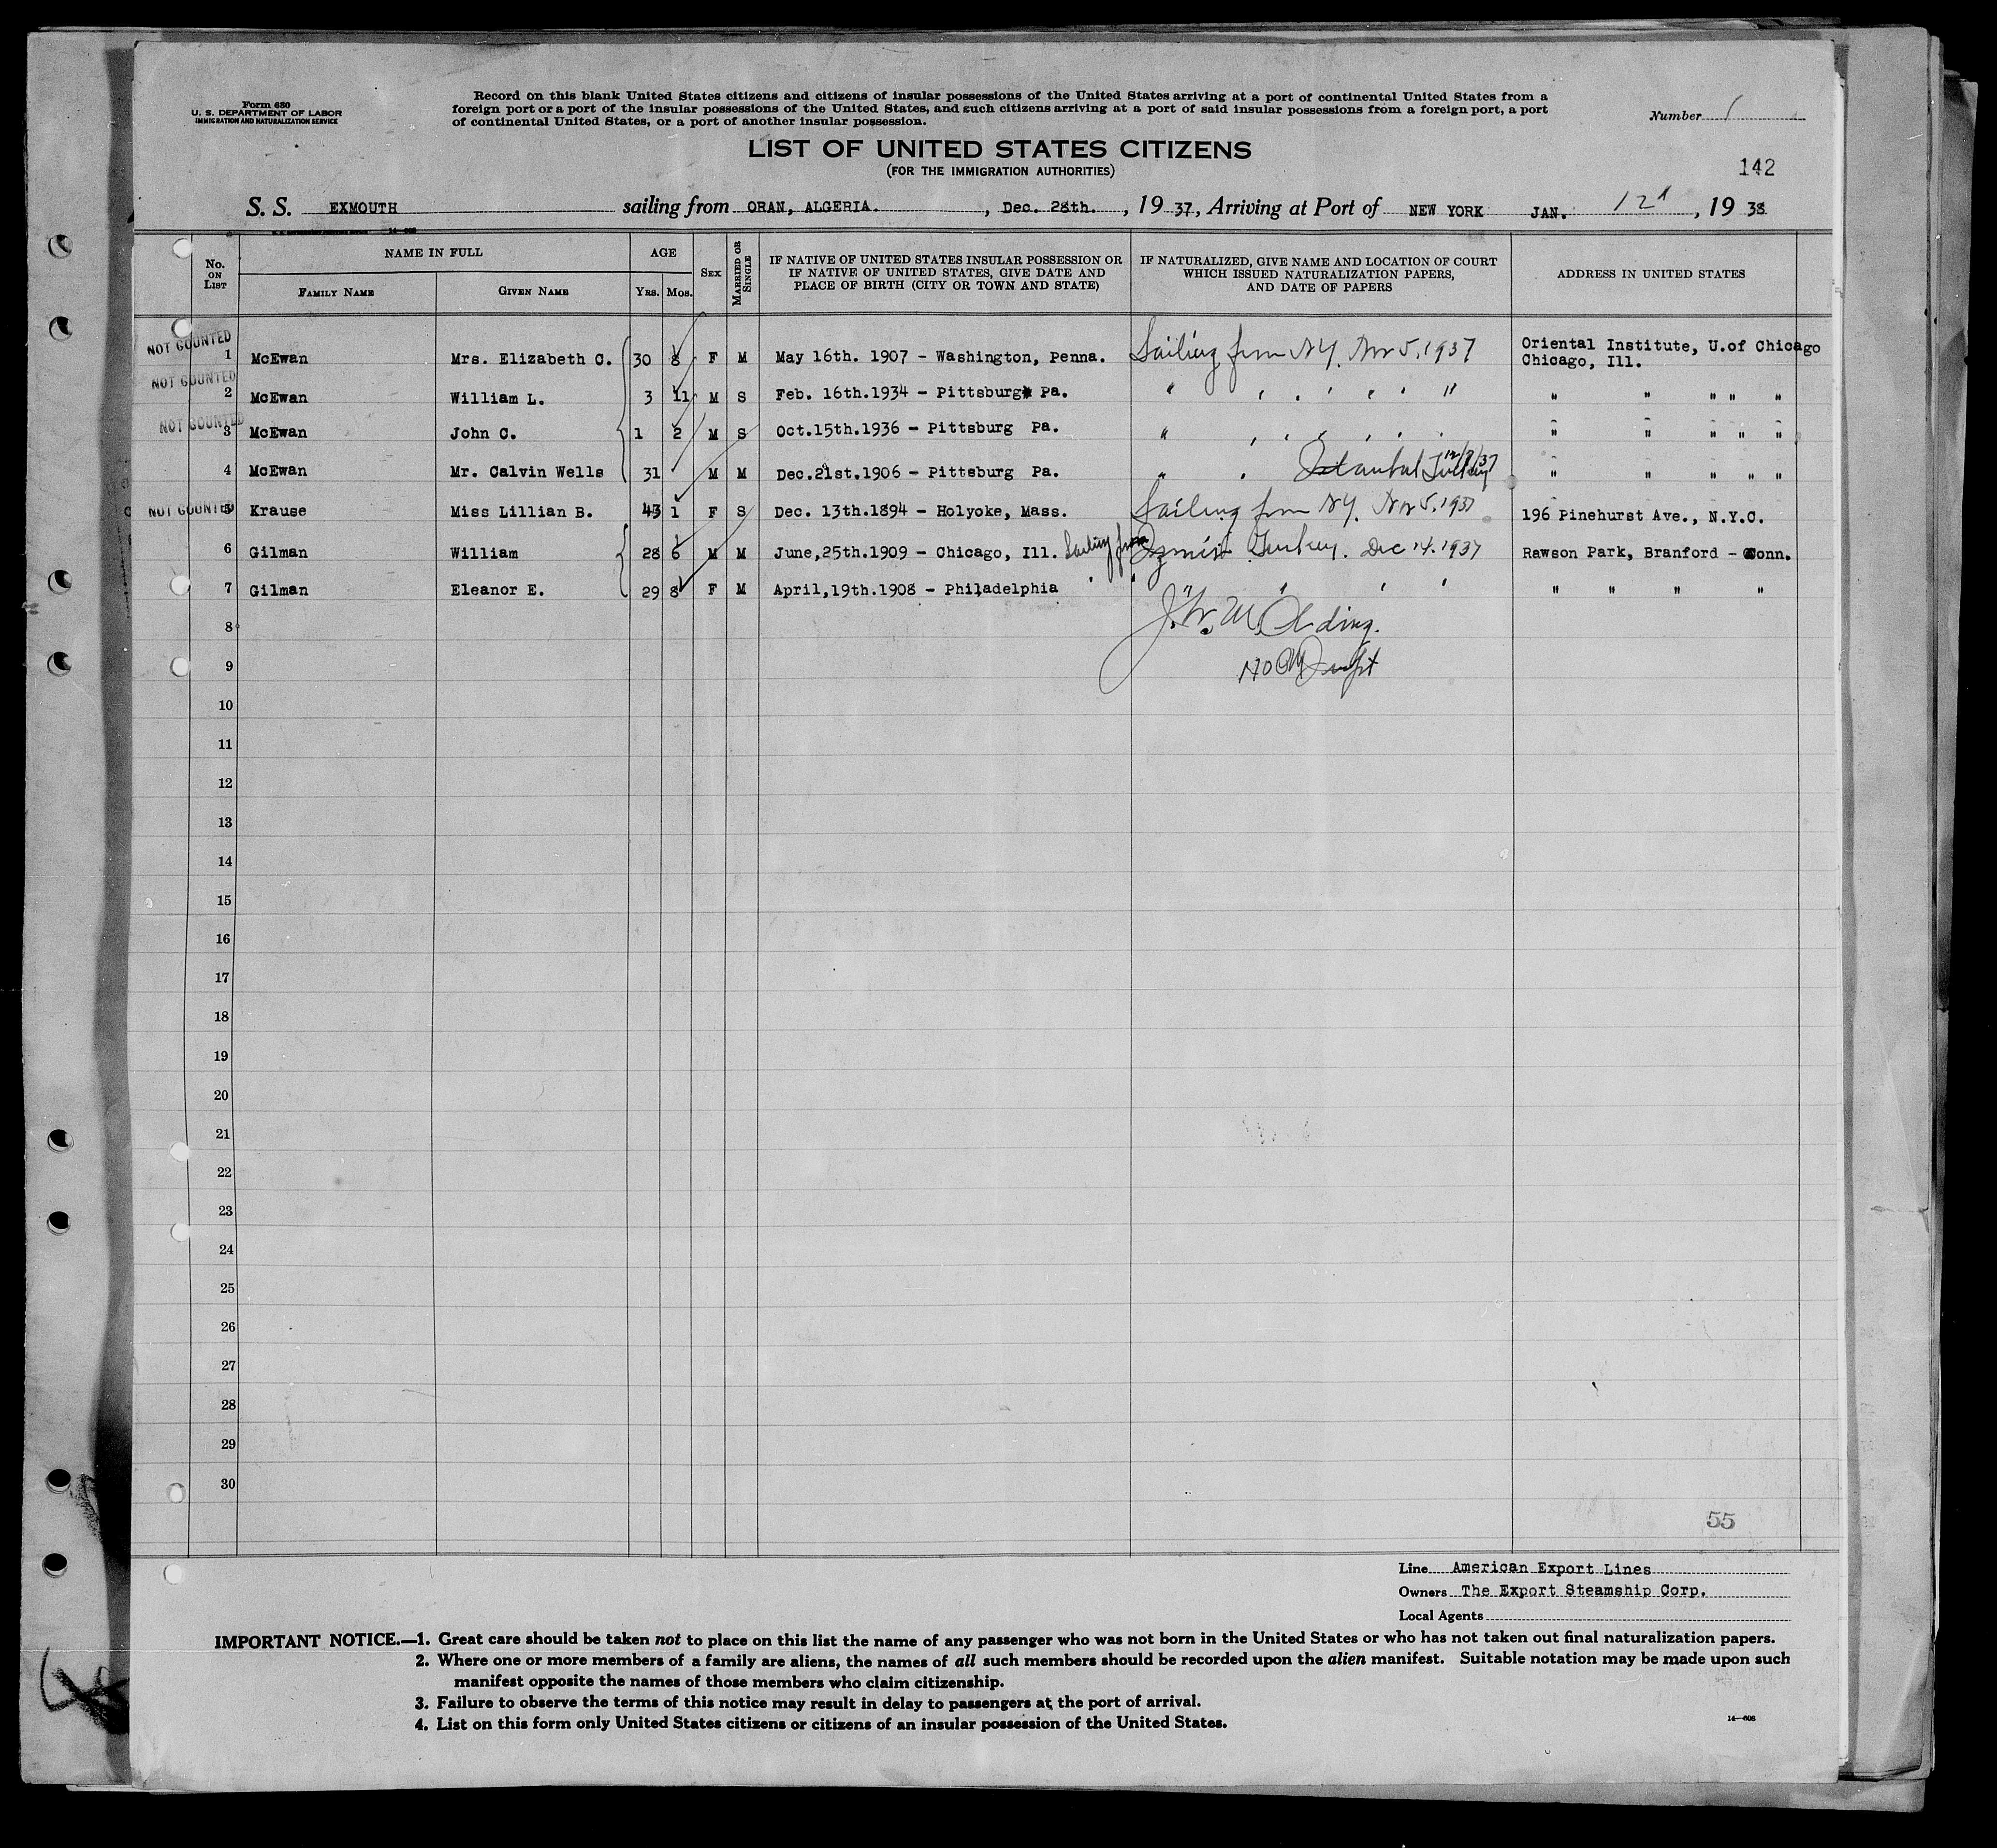 Form 630
U. S. DEPARTMENT OF LABOR
IMMIGRATION AND NATURALIZATION SERVICE
Record on this blank United States citizens and citizens of insular possessions of the United States arriving at a port of continental United States from a
foreign port or a port of the insular possessions of the United States, and such citizens arriving at a port of said insular possessions from a foreign port, a port
of continental United States, or a port of another insular possession.
Number 1
LIST OF UNITED STATES CITIZENS
(FOR THE IMMIGRATION AUTHORITIES)
142
S. S. EXMOUTH sailing from ORAN, ALGERIA. , Dec. 28th. , 19 37, Arriving at Port of NEW YORK JAN. 12 , 19 38
No. ON LIST
NAME IN FULL
FAMILY NAME
GIVEN NAME
AGE
YRS. MOS.
SEX
MARRIED OR SINGLE
IF NATIVE OF UNITED STATES INSULAR POSSESSION OR
IF NATIVE OF UNITED STATES, GIVE DATE AND
PLACE OF BIRTH (CITY OR TOWN AND STATE)
IF NATURALIZED, GIVE NAME AND LOCATION OF COURT
WHICH ISSUED NATURALIZATION PAPERS,
AND DATE OF PAPERS
ADDRESS IN UNITED STATES
NOT COUNTED
1 McEwan Mrs. Elizabeth C. 30 8 F M May 16th. 1907 - Washington, Penna. Sailing from N.Y. Nov 5, 1937 Oriental Institute, U.of Chicago
Chicago, Ill.
NOT COUNTED
2 McEwan William L. 3 11 M S Feb. 16th.1934 - Pittsburg Pa. " " " " " " " " " " " "
NOT COUNTED
3 McEwan John C. 1 2 M S Oct.15th.1936 - Pittsburg Pa. " " " " " " " " " " " "
4 McEwan Mr. Calvin Wells 31 M M Dec.21st.1906 - Pittsburg Pa. " " Istanbul Turkey 12/9/37 " " " " "
NOT COUNTED
5 Krause Miss Lillian B. 43 1 F S Dec. 13th.1894 - Holyoke, Mass. Sailing from N.Y. Nov 5, 1937 196 Pinehurst Ave., N.Y.C.
6 Gilman William 28 6 M M June,25th.1909 - Chicago, Ill. Sailing from Izmir Turkey. Dec 14. 1937 Rawson Park, Branford - Conn.
7 Gilman Eleanor E. 29 8 F M April,19th.1908 - Philadelphia " " " " " " " " " "
8
9
10
11
12
13
14
15
16
17
18
19
20
21
22
23
24
25
26
27
28
29
30
55
Line American Export Lines
Owners The Export Steamship Corp.
Local Agents
IMPORTANT NOTICE.—1. Great care should be taken not to place on this list the name of any passenger who was not born in the United States or who has not taken out final naturalization papers.
2. Where one or more members of a family are aliens, the names of all such members should be recorded upon the alien manifest. Suitable notation may be made upon such
manifest opposite the names of those members who claim citizenship.
3. Failure to observe the terms of this notice may result in delay to passengers at the port of arrival.
4. List on this form only United States citizens or citizens of an insular possession of the United States.
14—608